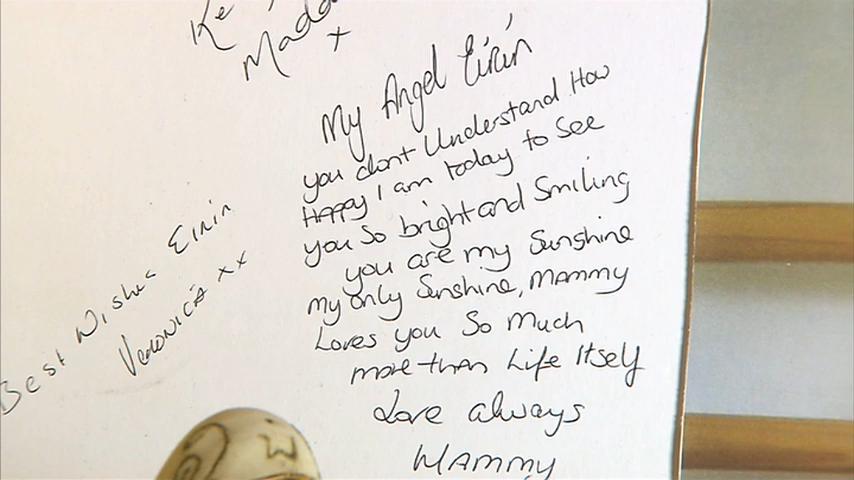 Ke
Madd
x
My Angel Eirin
you dont Understand How
Happy I am today to see
you so bright and Smiling
you are my Sunshine
my only Sunshine, Mammy
Loves you So Much
more than Life Itself
Love always
Mammy
Best Wishes Eirin
Veronica xx